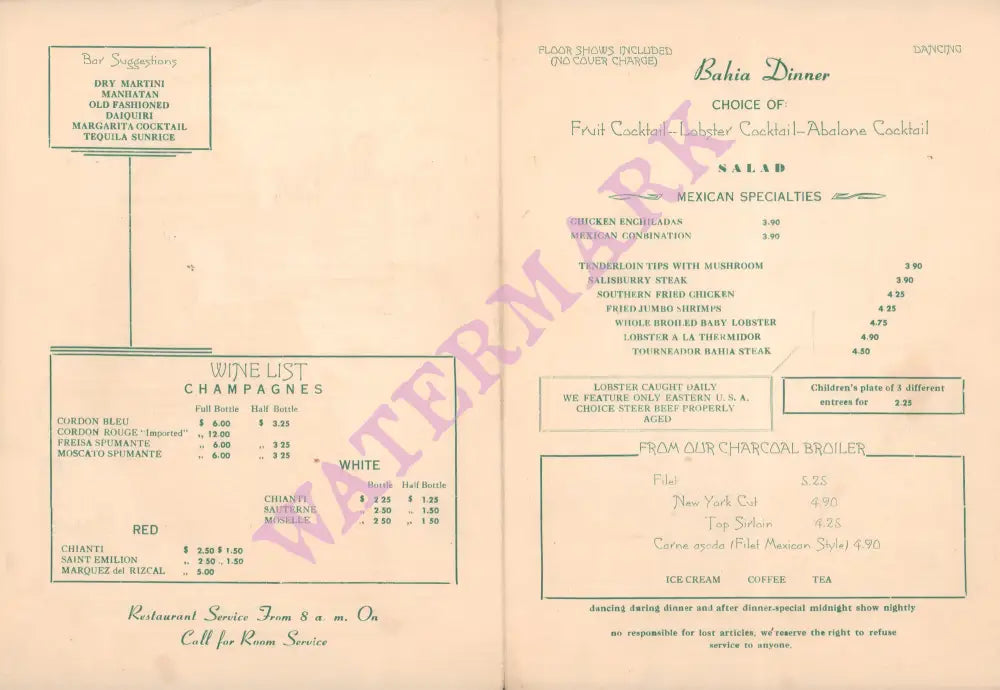 Bar Suggestions
DRY MARTINI
MANHATAN
OLD FASHIONED
DAIQUIRI
MARGARITA COCKTAIL
TEQUILA SUNRICE
WINE LIST
CHAMPAGNES
Full Bottle Half Bottle
CORDON BLEU $ 6.00 $ 3.25
CORDON ROUGE "Imported" ,, 12.00
FREISA SPUMANTE ,, 6.00 ,, 3 25
MOSCATO SPUMANTE ,, 6.00 ,, 3 25
WHITE
Bottle Half Bottle
CHIANTI $ 2 25 $ 1.25
SAUTERNE ,, 2 50 ,, 1.50
MOSELLE ,, 2 50 ,, 1 50
RED
CHIANTI $ 2.50 $ 1.50
SAINT EMILION ,, 2 50 ,, 1.50
MARQUEZ del RIZCAL ,, 5.00
Restaurant Service From 8 a. m. On
Call for Room Service
FLOOR SHOWS INCLUDED
(NO COVER CHARGE)
DANCING
Bahia Dinner
CHOICE OF:
Fruit Cocktail--Lobster Cocktail--Abalone Cocktail
SALAD
MEXICAN SPECIALTIES
CHICKEN ENCHILADAS 3.90
MEXICAN CONBINATION 3.90
TENDERLOIN TIPS WITH MUSHROOM 3 90
SALISBURRY STEAK 3.90
SOUTHERN FRIED CHICKEN 4 25
FRIED JUMBO SHRIMPS 4 25
WHOLE BROILED BABY LOBSTER 4.75
LOBSTER A LA THERMIDOR 4.90
TOURNEADOR BAHIA STEAK 4.50
LOBSTER CAUGHT DAILY
WE FEATURE ONLY EASTERN U. S. A.
CHOICE STEER BEEF PROPERLY
AGED
Children's plate of 3 different
entrees for 2.25
FROM OUR CHARCOAL BROILER
Filet 5.25
New York Cut 4.90
Top Sirloin 4.25
Carne asada (Filet Mexican Style) 4.90
ICE CREAM COFFEE TEA
dancing daring dinner and after dinner-special midnight show nightly
no responsible for lost articles, we'reserve the right to refuse
service to anyone.
WATERMARK